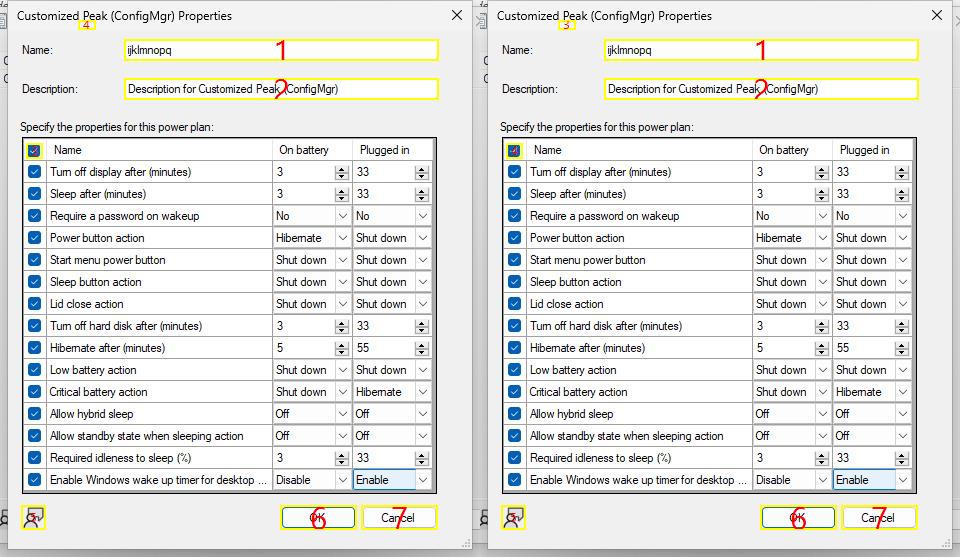 Customized Peak (ConfigMgr) Properties
4
Name: ijklmnopq 1
Description: Description for Customized Peak (ConfigMgr) 2
Specify the properties for this power plan:
Name On battery Plugged in
Turn off display after (minutes) 3 33
Sleep after (minutes) 3 33
Require a password on wakeup No No
Power button action Hibernate Shut down
Start menu power button Shut down Shut down
Sleep button action Shut down Shut down
Lid close action Shut down Shut down
Turn off hard disk after (minutes) 3 33
Hibernate after (minutes) 5 55
Low battery action Shut down Shut down
Critical battery action Shut down Hibernate
Allow hybrid sleep Off Off
Allow standby state when sleeping action Off Off
Required idleness to sleep (%) 3 33
Enable Windows wake up timer for desktop ... Disable Enable
OK 6 Cancel 7
Customized Peak (ConfigMgr) Properties
3
Name: ijklmnopq 1
Description: Description for Customized Peak (ConfigMgr) 2
Specify the properties for this power plan:
Name On battery Plugged in
Turn off display after (minutes) 3 33
Sleep after (minutes) 3 33
Require a password on wakeup No No
Power button action Hibernate Shut down
Start menu power button Shut down Shut down
Sleep button action Shut down Shut down
Lid close action Shut down Shut down
Turn off hard disk after (minutes) 3 33
Hibernate after (minutes) 5 55
Low battery action Shut down Shut down
Critical battery action Shut down Hibernate
Allow hybrid sleep Off Off
Allow standby state when sleeping action Off Off
Required idleness to sleep (%) 3 33
Enable Windows wake up timer for desktop ... Disable Enable
OK 6 Cancel 7